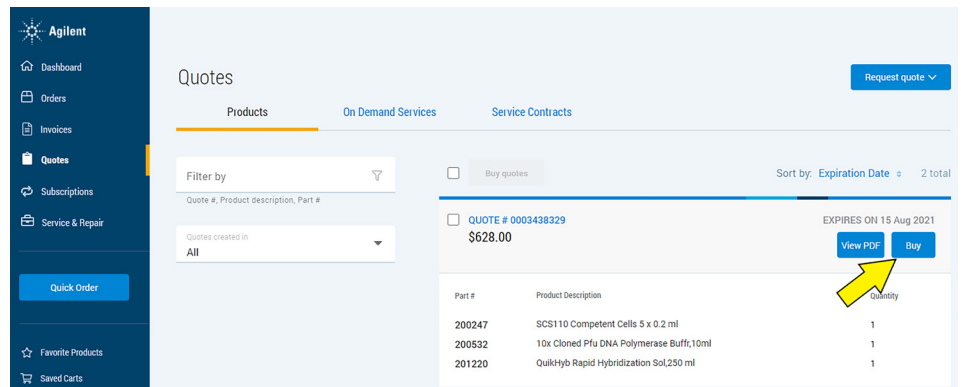 Agilent
Dashboard
Orders
Invoices
Quotes
Subscriptions
Service & Repair
Quick Order
Favorite Products
Saved Carts
Quotes
Request quote
Products On Demand Services Service Contracts
Filter by
Quote #, Product description, Part #
Quotes created in
All
Buy quotes Sort by: Expiration Date 2 total
QUOTE # 0003438329 EXPIRES ON 15 Aug 2021
$628.00
View PDF Buy
Part # Product Description Quantity
200247 SCS110 Competent Cells 5 x 0.2 ml 1
200532 10x Cloned Pfu DNA Polymerase Buffr,10ml 1
201220 QuikHyb Rapid Hybridization Sol,250 ml 1